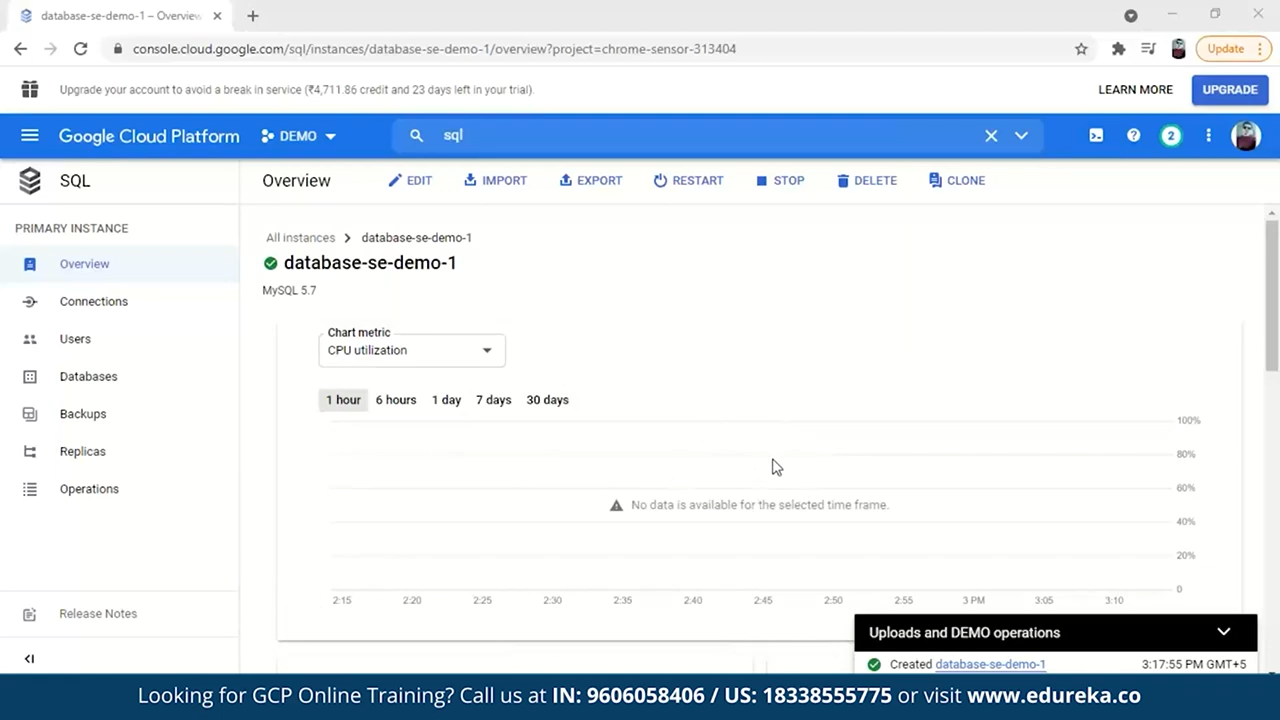 database-se-demo-1 – Overview
console.cloud.google.com/sql/instances/database-se-demo-1/overview?project=chrome-sensor-313404
Update
Upgrade your account to avoid a break in service (₹4,711.86 credit and 23 days left in your trial).
LEARN MORE
UPGRADE
Google Cloud Platform
DEMO
sql
2
SQL
Overview
EDIT
IMPORT
EXPORT
RESTART
STOP
DELETE
CLONE
PRIMARY INSTANCE
Overview
Connections
Users
Databases
Backups
Replicas
Operations
Release Notes
All instances
database-se-demo-1
database-se-demo-1
MySQL 5.7
Chart metric
CPU utilization
1 hour 6 hours 1 day 7 days 30 days
100%
80%
60%
No data is available for the selected time frame.
40%
20%
0
2:15 2:20 2:25 2:30 2:35 2:40 2:45 2:50 2:55 3 PM 3:05 3:10
Uploads and DEMO operations
Created database-se-demo-1 3:17:55 PM GMT+5
Looking for GCP Online Training? Call us at IN: 9606058406 / US: 18338555775 or visit www.edureka.co